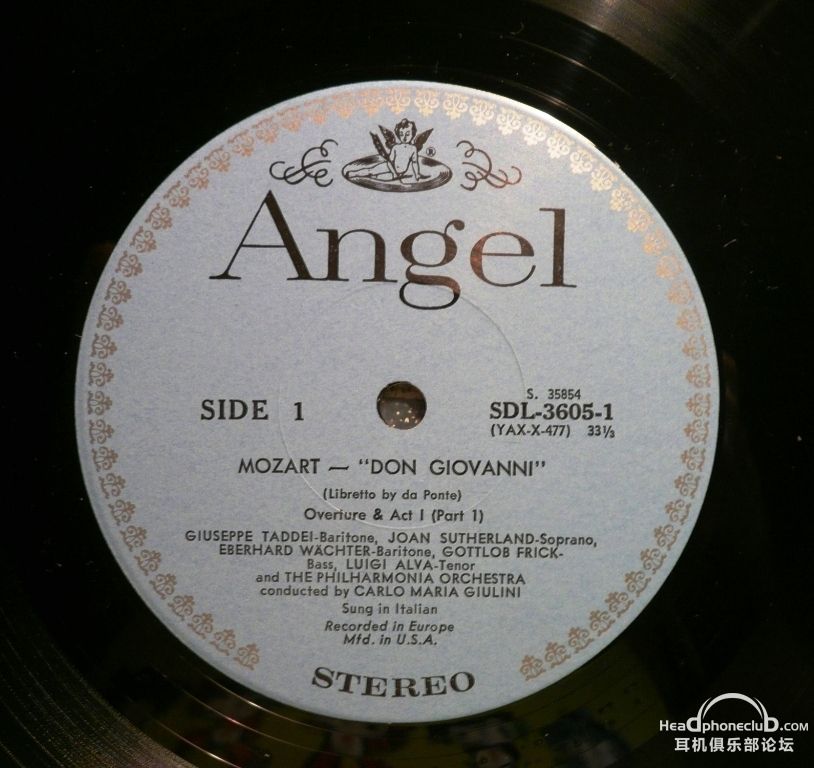 ®
Angel
SIDE 1
S. 35854
SDL-3605-1
(YAX-X-477) 33⅓
MOZART — "DON GIOVANNI"
(Libretto by da Ponte)
Overture & Act I (Part 1)
GIUSEPPE TADDEI-Baritone, JOAN SUTHERLAND-Soprano,
EBERHARD WÄCHTER-Baritone, GOTTLOB FRICK-
Bass, LUIGI ALVA-Tenor
and THE PHILHARMONIA ORCHESTRA
conducted by CARLO MARIA GIULINI
Sung in Italian
Recorded in Europe
Mfd. in U.S.A.
STEREO
HeadphoneclubD.com
耳机俱乐部论坛